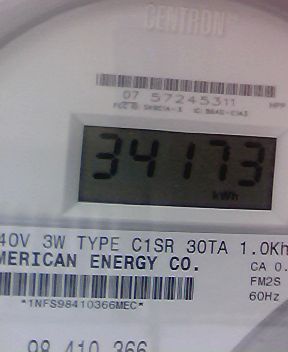 CENTRON
07 57245311
34173
kWh
40V 3W TYPE C1SR 30TA 1.0Kh
MERICAN ENERGY CO.
CA 0.
FM2S
60Hz
*1NFS98410366MEC*
98 410 366